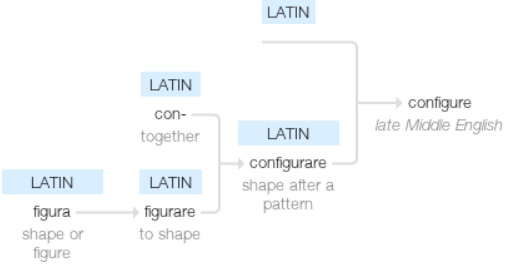 LATIN
LATIN
con-
together
LATIN
configure
late Middle English
LATIN
LATIN
configurare
shape after a
pattern
figura
figurare
shape or
figure
to shape